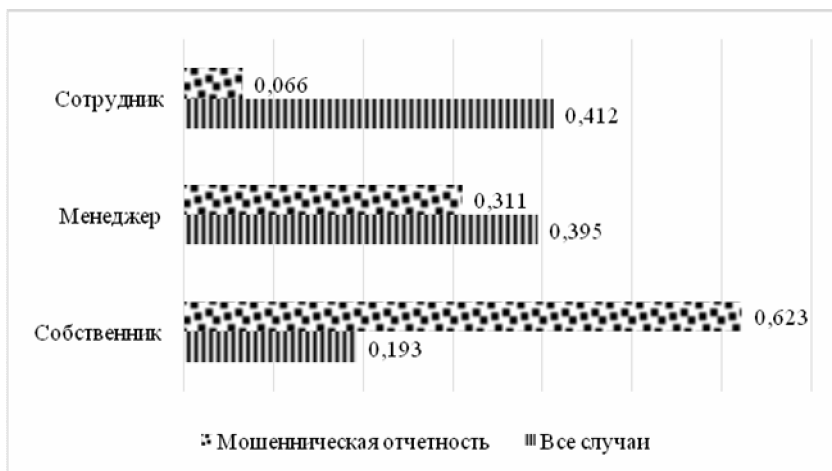 0,066
Сотрудник
0,412
0,311
Менеджер
0,395
0,623
Собственник
0,193
Мошенническая отчетность Все случаи